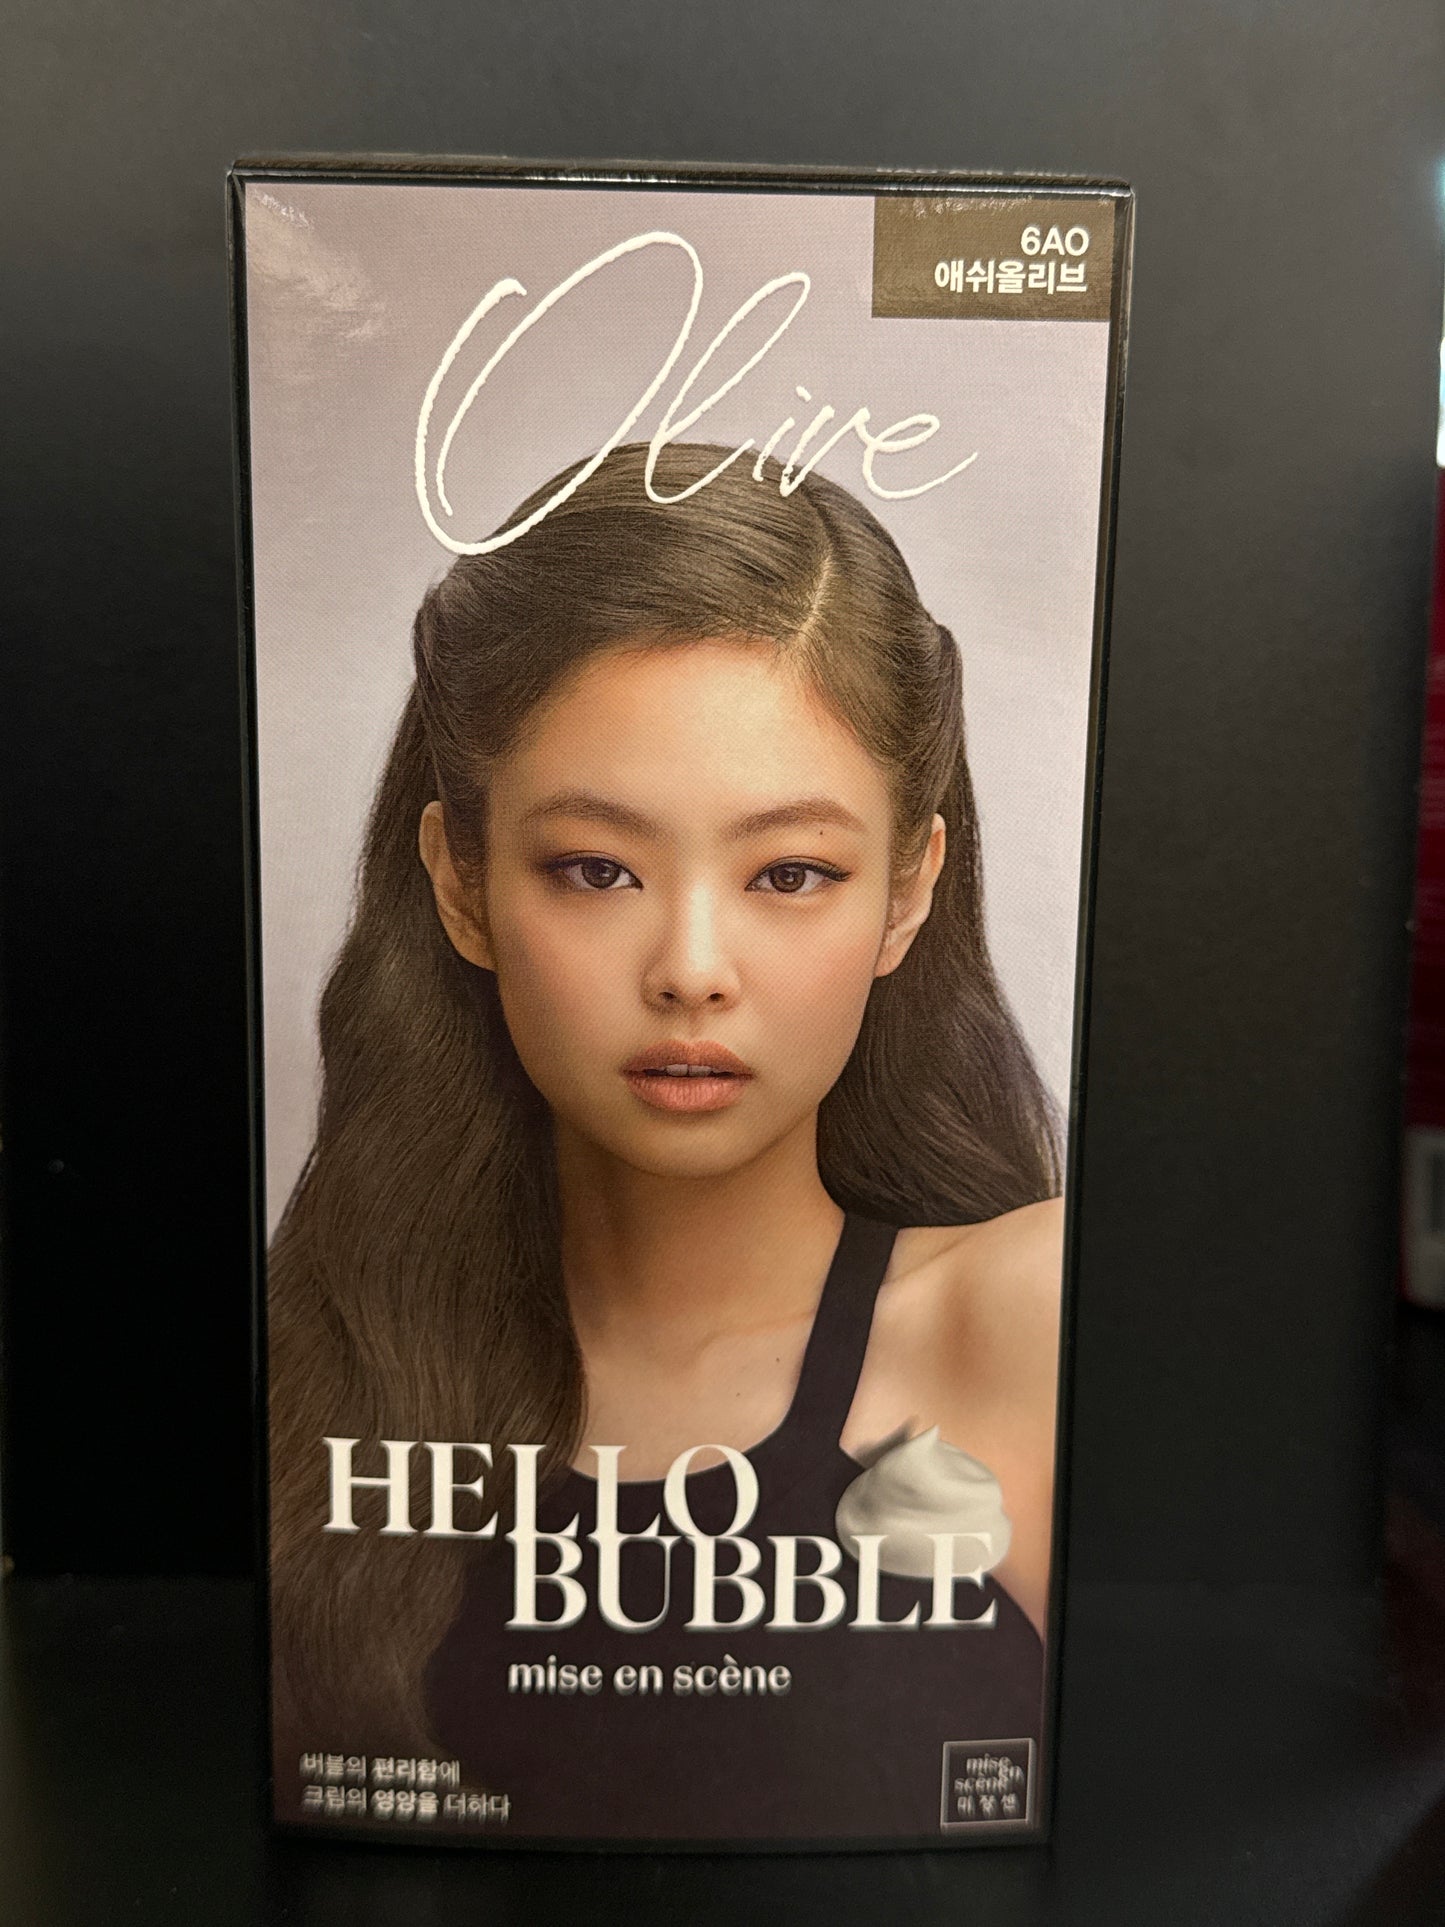 6AO
애쉬올리브
Olive
HELLO
BUBBLE
mise en scène
버블의 편리함에
크림의 영양을 더하다
mise
en
scène
미장센